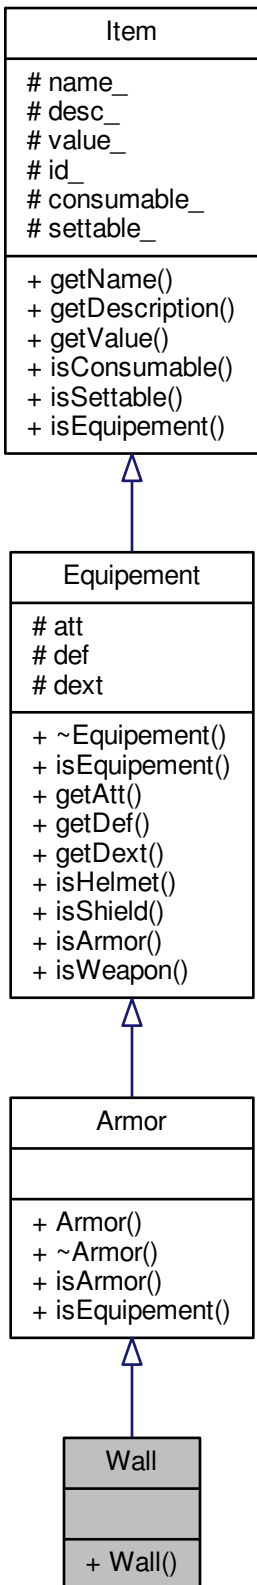 Item
# name_
# desc_
# value_
# id_
# consumable_
# settable_
+ getName()
+ getDescription()
+ getValue()
+ isConsumable()
+ isSettable()
+ isEquipement()
Equipement
# att
# def
# dext
+ ~Equipement()
+ isEquipement()
+ getAtt()
+ getDef()
+ getDext()
+ isHelmet()
+ isShield()
+ isArmor()
+ isWeapon()
Armor
+ Armor()
+ ~Armor()
+ isArmor()
+ isEquipement()
Wall
+ Wall()